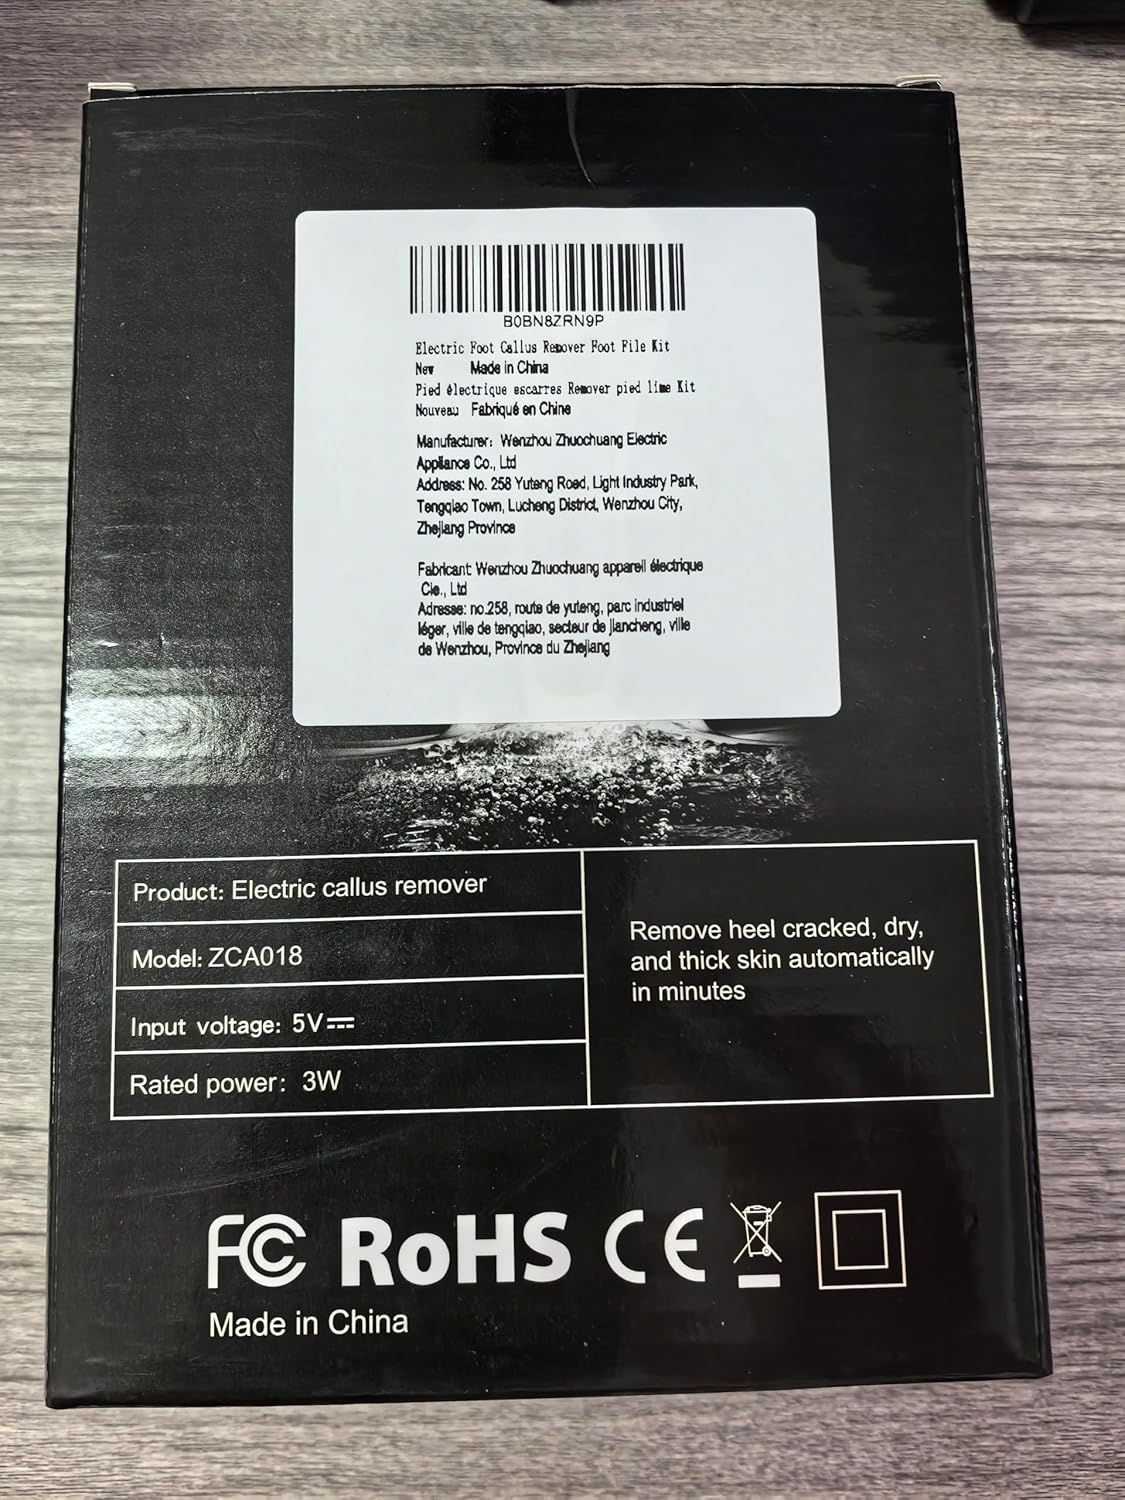 B0BN8ZRN9P
Electric Foot Callus Remover Foot File Kit
New Made in China
Pied électrique escarres Remover pied lime Kit
Nouveau Fabriqué en Chine
Manufacturer: Wenzhou Zhuochuang Electric
Appliance Co., Ltd
Address: No. 258 Yuteng Road, Light Industry Park,
Tengqiao Town, Lucheng District, Wenzhou City,
Zhejiang Province
Fabricant: Wenzhou Zhuochuang appareil électrique
Cie., Ltd
Adresse: no.258, route de yuteng, parc industriel
léger, ville de tengqiao, secteur de jiancheng, ville
de Wenzhou, Province du Zhejiang
Product: Electric callus remover
Model: ZCA018
Input voltage: 5V
Rated power: 3W
Remove heel cracked, dry,
and thick skin automatically
in minutes
FC RoHS CE
Made in China